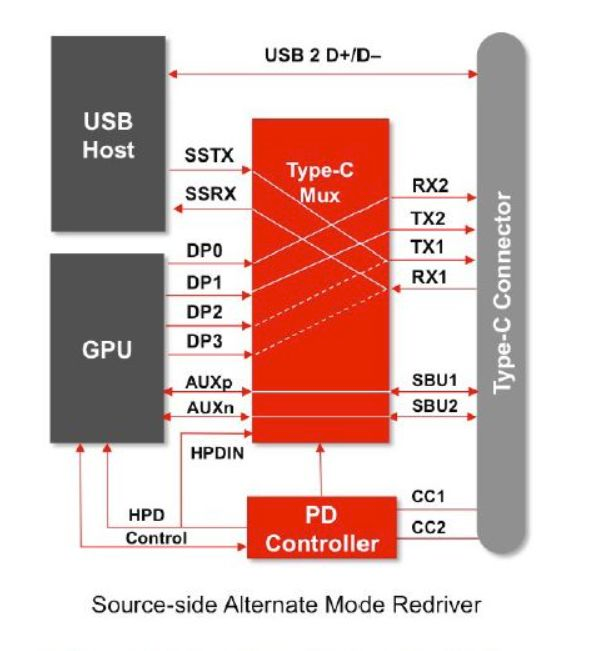 USB 2 D+/D–
USB
Host
SSTX
SSRX
Type-C
Mux
RX2
TX2
TX1
RX1
Type-C Connector
DP0
DP1
DP2
DP3
GPU
AUXp
AUXn
SBU1
SBU2
HPDIN
HPD
Control
PD
Controller
CC1
CC2
Source-side Alternate Mode Redriver